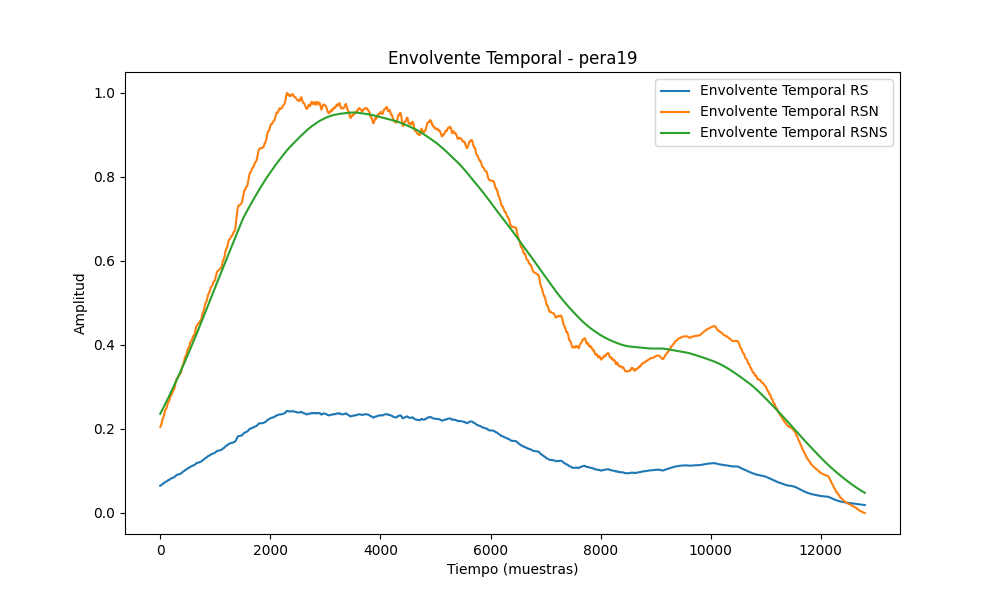 Envolvente Temporal - pera19
Envolvente Temporal RS
Envolvente Temporal RSN
Envolvente Temporal RSNS
Amplitud
1.0
0.8
0.6
0.4
0.2
0.0
0 2000 4000 6000 8000 10000 12000
Tiempo (muestras)